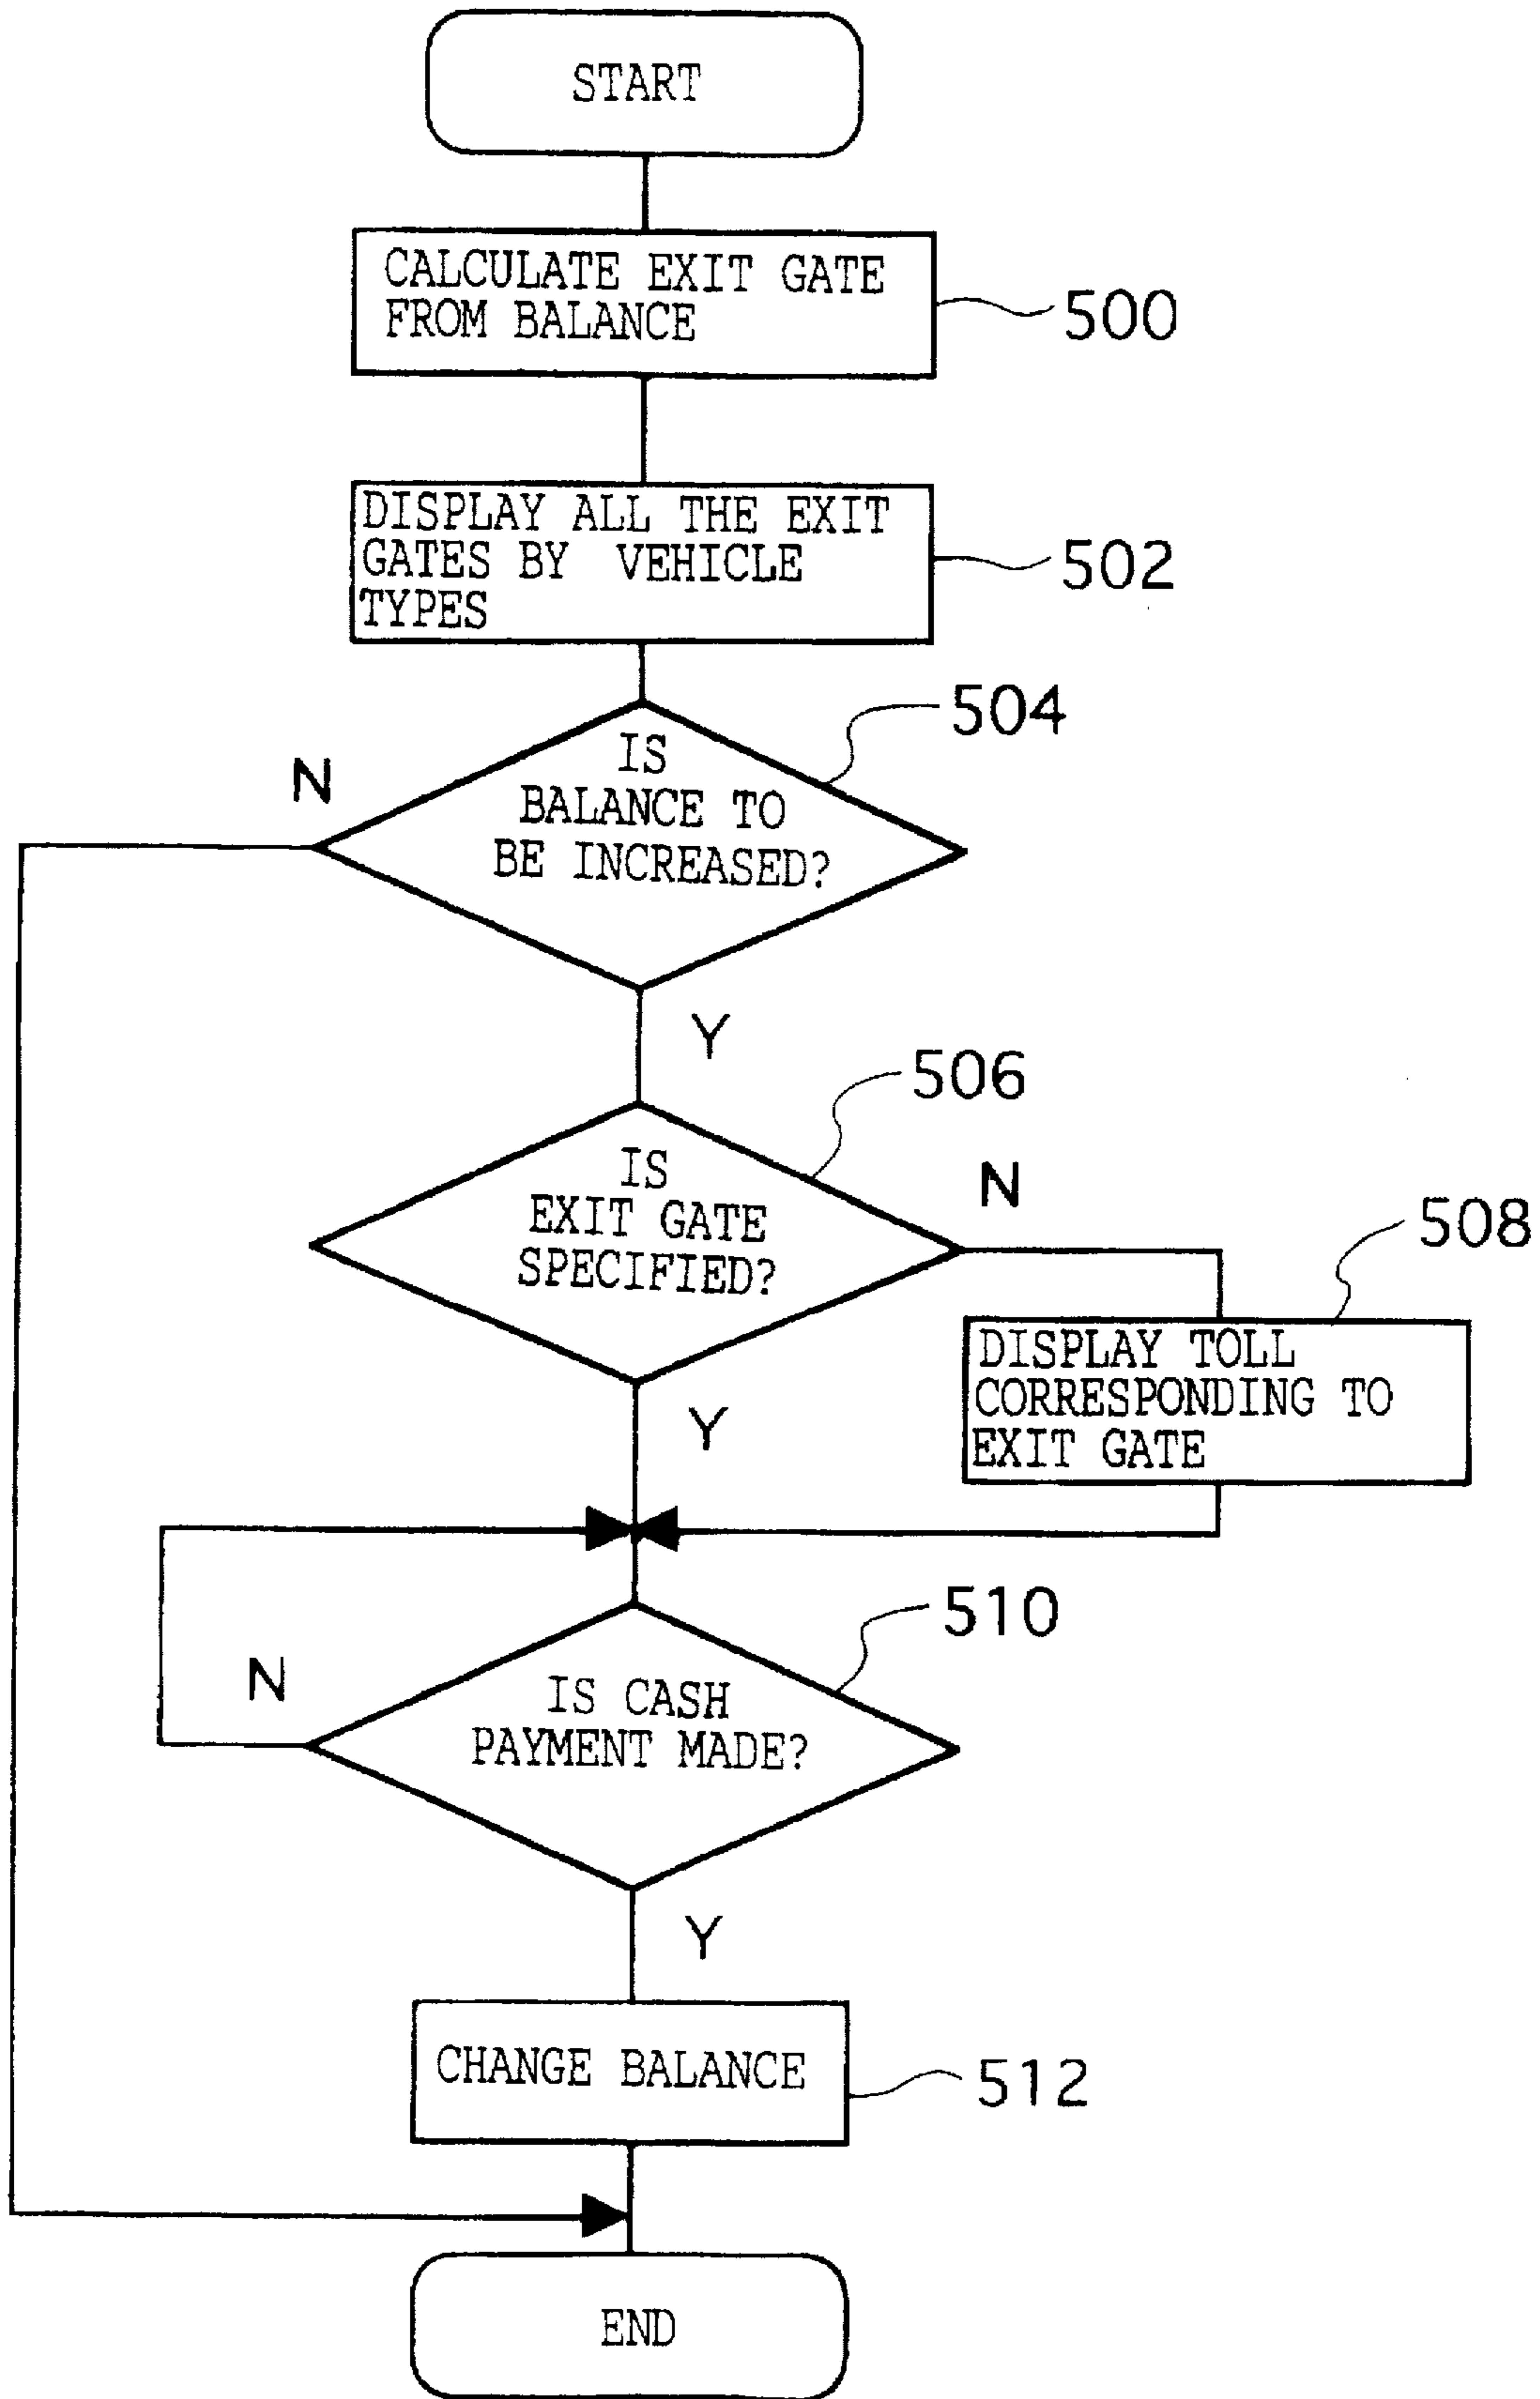 START
CALCULATE EXIT GATE
FROM BALANCE
500
DISPLAY ALL THE EXIT
GATES BY VEHICLE
TYPES
502
504
N
IS
BALANCE TO
BE INCREASED?
Y
506
IS
EXIT GATE
SPECIFIED?
N
508
DISPLAY TOLL
CORRESPONDING TO
EXIT GATE
Y
510
N
IS CASH
PAYMENT MADE?
Y
CHANGE BALANCE
512
END